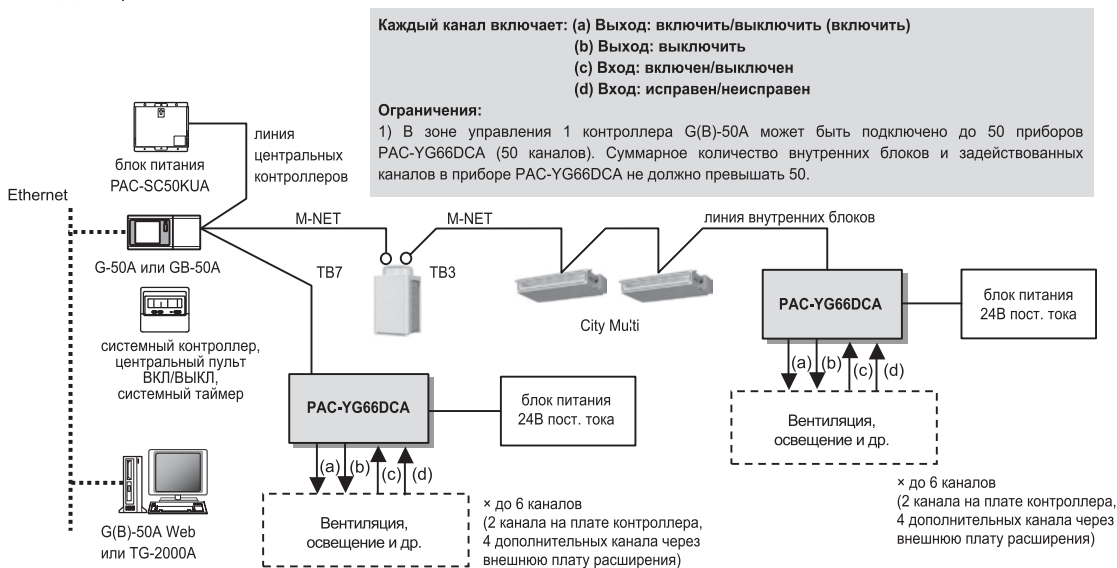 Каждый канал включает: (a) Выход: включить/выключить (включить)
(b) Выход: выключить
(c) Вход: включен/выключен
(d) Вход: исправен/неисправен
Ограничения:
1) В зоне управления 1 контроллера G(B)-50A может быть подключено до 50 приборов
PAC-YG66DCA (50 каналов). Суммарное количество внутренних блоков и задействованных
каналов в приборе PAC-YG66DCA не должно превышать 50.
блок питания
PAC-SC50KUA
линия
центральных
контроллеров
Ethernet
M-NET
M-NET
линия внутренних блоков
G-50A или GB-50A
TB7
TB3
City Multi
PAC-YG66DCA
блок питания
24В пост. тока
(a)
(b)
(c)
(d)
Вентиляция,
освещение и др.
× до 6 каналов
(2 канала на плате контроллера,
4 дополнительных канала через
внешнюю плату расширения)
системный контроллер,
центральный пульт
ВКЛ/ВЫКЛ,
системный таймер
PAC-YG66DCA
блок питания
24В пост. тока
(a)
(b)
(c)
(d)
Вентиляция,
освещение и др.
× до 6 каналов
(2 канала на плате контроллера,
4 дополнительных канала через
внешнюю плату расширения)
G(B)-50A Web
или TG-2000A